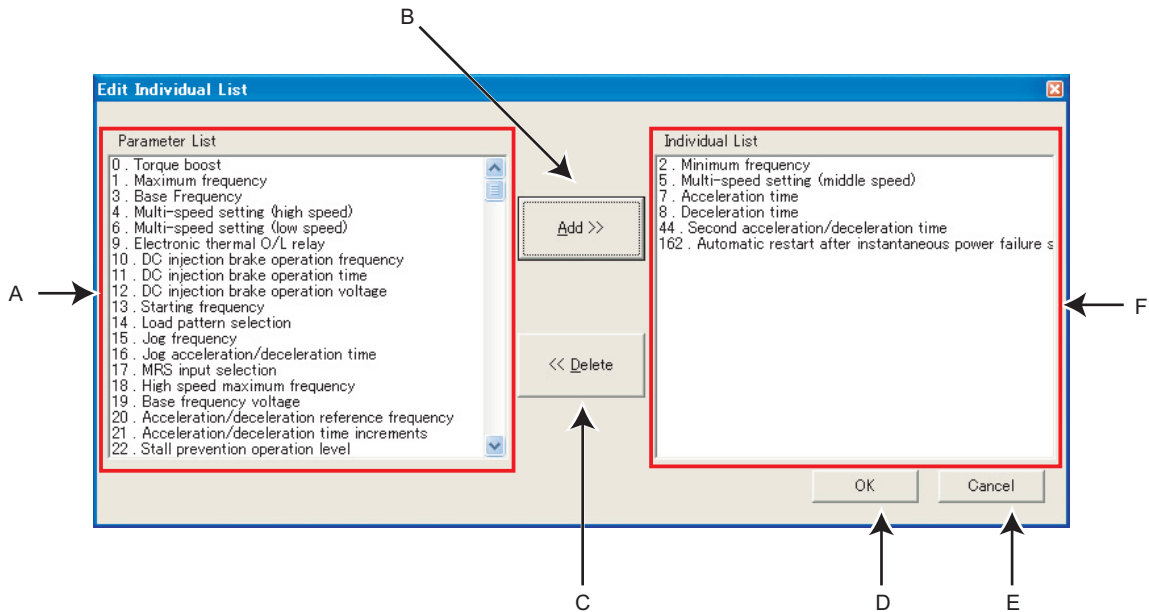 B
Edit Individual List
Parameter List
0 . Torque boost
1 . Maximum frequency
3 . Base Frequency
4 . Multi-speed setting (high speed)
6 . Multi-speed setting (low speed)
9 . Electronic thermal O/L relay
10 . DC injection brake operation frequency
11 . DC injection brake operation time
12 . DC injection brake operation voltage
13 . Starting frequency
14 . Load pattern selection
15 . Jog frequency
16 . Jog acceleration/deceleration time
17 . MRS input selection
18 . High speed maximum frequency
19 . Base frequency voltage
20 . Acceleration/deceleration reference frequency
21 . Acceleration/deceleration time increments
22 . Stall prevention operation level
A
Add >>
<< Delete
Individual List
2 . Minimum frequency
5 . Multi-speed setting (middle speed)
7 . Acceleration time
8 . Deceleration time
44 . Second acceleration/deceleration time
162 . Automatic restart after instantaneous power failure s
F
OK
Cancel
C
D
E